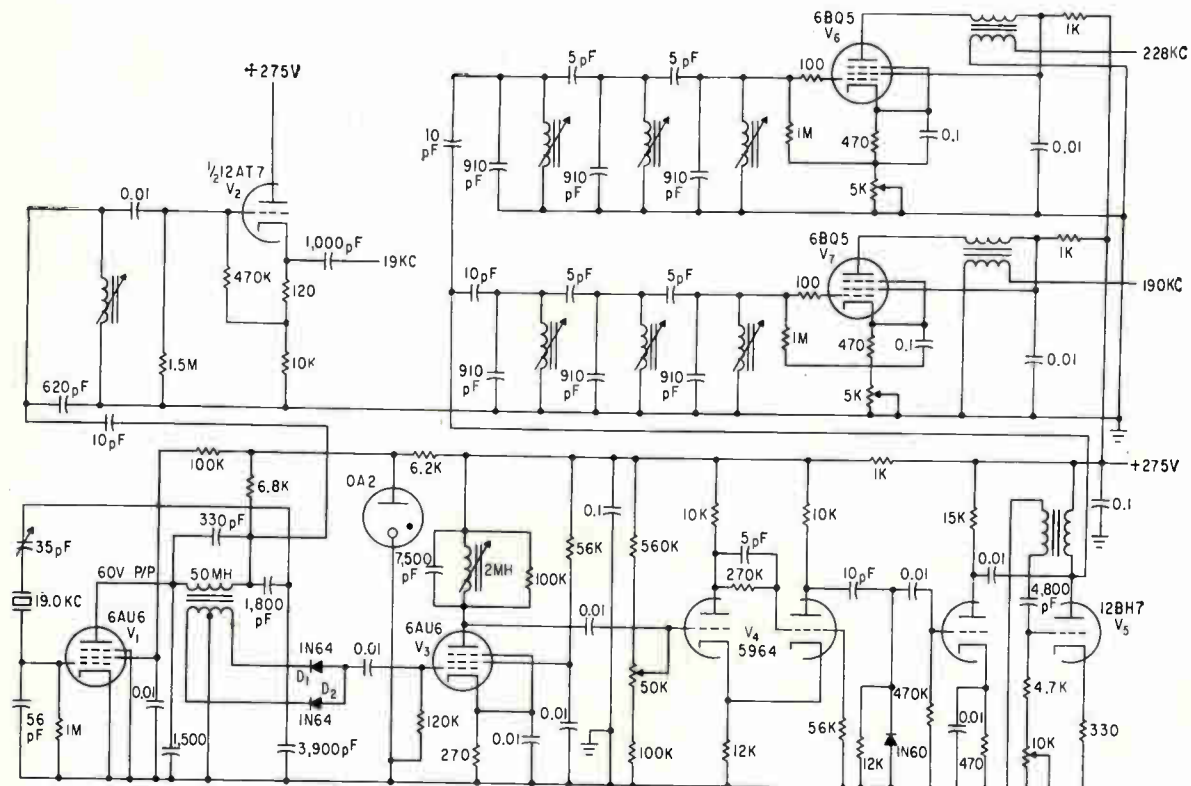 6BQ5
V6
1K
228KC
5pF
5pF
100
+275V
10
pF
1M
470
0.1
0.01
910
pF
910
pF
910
pF
5K
½12AT7
V2
0.01
1,000pF
19KC
470K
120
1.5M
10K
620pF
10pF
6BQ5
V7
1K
10pF
5pF
5pF
100
190KC
1M
470
0.1
0.01
910
pF
910
pF
910
pF
5K
100K
6.2K
+275V
1K
6.8K
OA2
35pF
330pF
7,500
pF
2MH
100K
0.1
56K
560K
10K
5pF
270K
10K
15K
0.01
0.1
60V P/P
50MH
1,800
pF
10pF
0.01
4,800
pF
12BH7
V5
19.0KC
6AU6
V1
1N64
D1
D2
1N64
0.01
6AU6
V3
0.01
V4
5964
50K
470K
4.7K
56
pF
1M
0.01
1,500
3,900pF
120K
270
0.01
0.01
100K
12K
56K
12K
1N60
0.01
470
10K
330